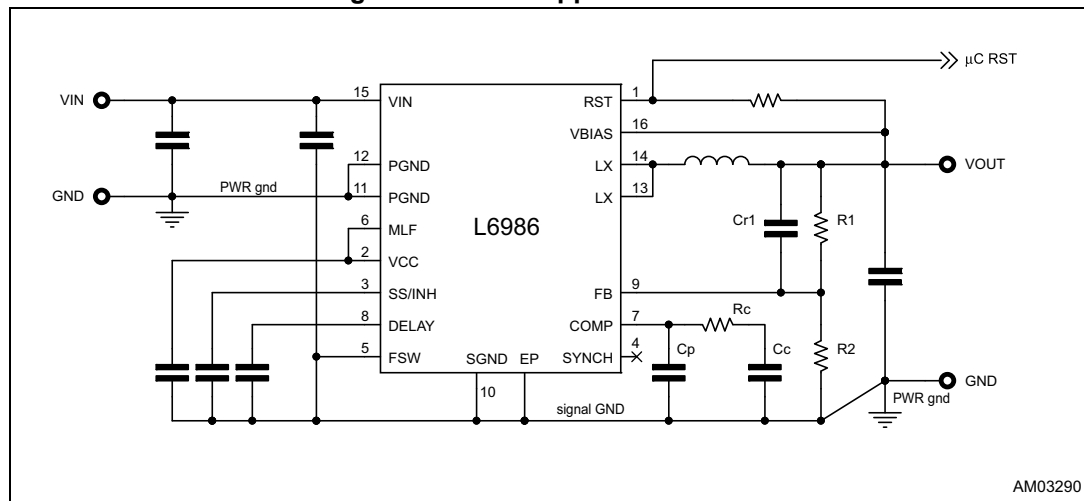 μC RST
VIN
15
VIN
RST
1
VBIAS
16
12
PGND
LX
14
VOUT
GND
PWR gnd
11
PGND
LX
13
6
MLF
L6986
Cr1
R1
2
VCC
3
SS/INH
FB
9
8
DELAY
COMP
7
Rc
5
FSW
SGND
EP
SYNCH
4
Cp
Cc
R2
10
GND
signal GND
PWR gnd
AM03290